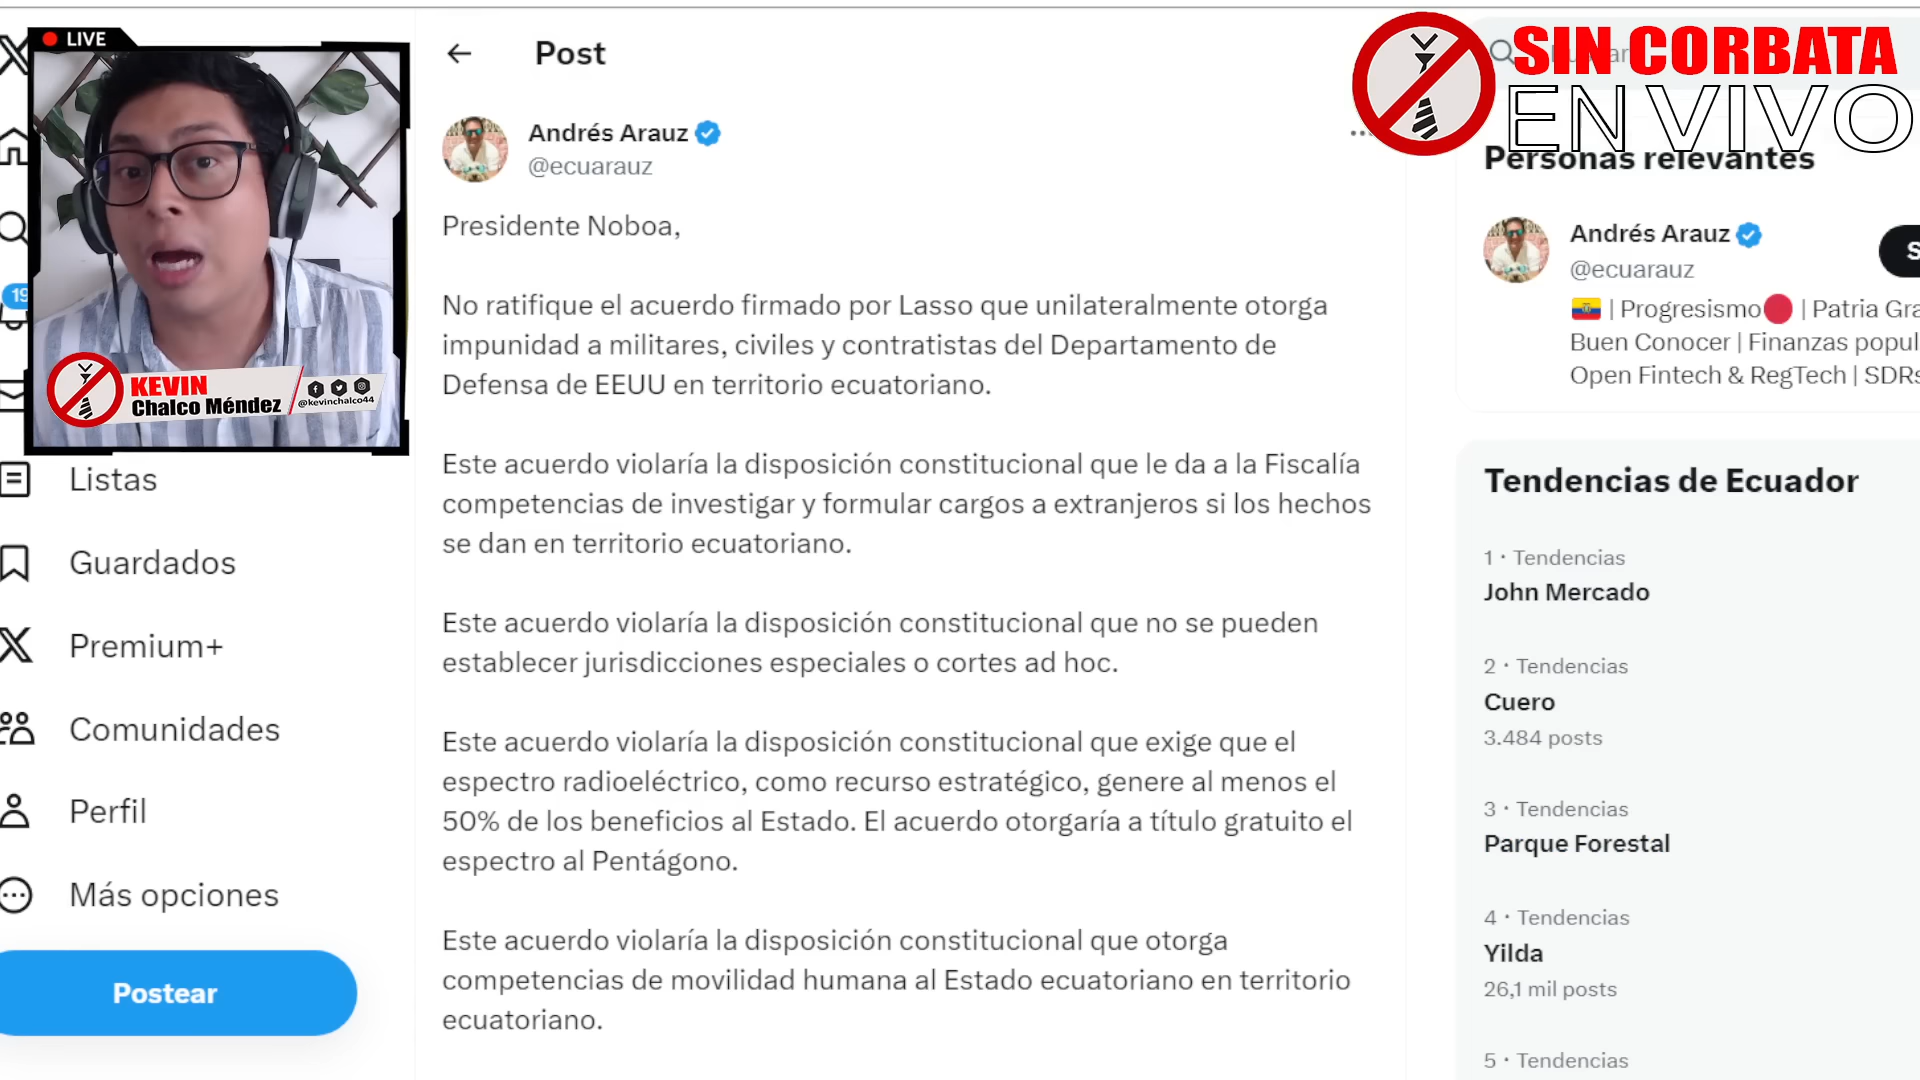 LIVE
KEVIN
Chalco Méndez
@kevinchalco44
19
Listas
Guardados
Premium+
Comunidades
Perfil
Más opciones
Postear
Post
Andrés Arauz
@ecuarauz
Presidente Noboa,
No ratifique el acuerdo firmado por Lasso que unilateralmente otorga
impunidad a militares, civiles y contratistas del Departamento de
Defensa de EEUU en territorio ecuatoriano.
Este acuerdo violaría la disposición constitucional que le da a la Fiscalía
competencias de investigar y formular cargos a extranjeros si los hechos
se dan en territorio ecuatoriano.
Este acuerdo violaría la disposición constitucional que no se pueden
establecer jurisdicciones especiales o cortes ad hoc.
Este acuerdo violaría la disposición constitucional que exige que el
espectro radioeléctrico, como recurso estratégico, genere al menos el
50% de los beneficios al Estado. El acuerdo otorgaría a título gratuito el
espectro al Pentágono.
Este acuerdo violaría la disposición constitucional que otorga
competencias de movilidad humana al Estado ecuatoriano en territorio
ecuatoriano.
SIN CORBATA
EN VIVO
Personas relevantes
Andrés Arauz
@ecuarauz
S
| Progresismo | Patria Gra
Buen Conocer | Finanzas popul
Open Fintech & RegTech | SDRs
Tendencias de Ecuador
1 · Tendencias
John Mercado
2 · Tendencias
Cuero
3.484 posts
3 · Tendencias
Parque Forestal
4 · Tendencias
Yilda
26,1 mil posts
5 · Tendencias